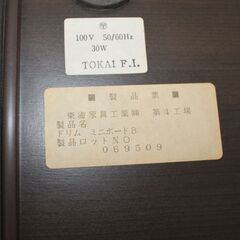 〒
100V 50/60Hz
30W
TOKAI F.I.
製品票
東海家具工業㈱ 第4工場
製品名
ドリム ミニボードB
製品ロットNO
069509